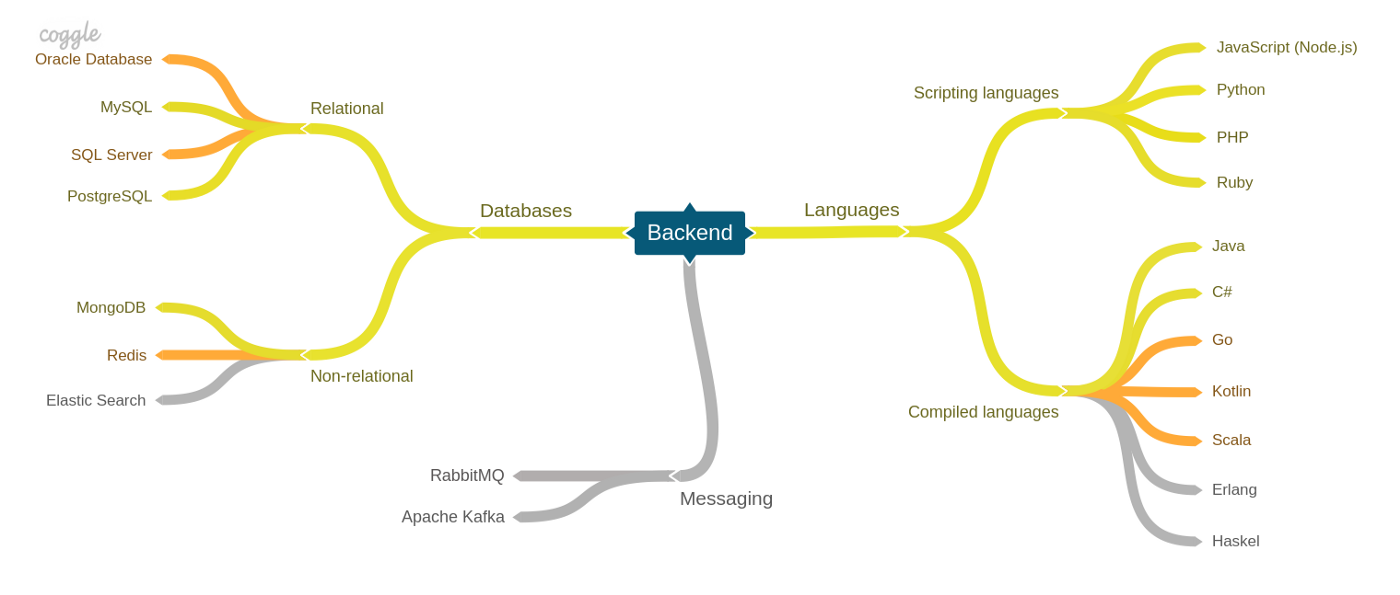 coggle
Oracle Database
MySQL
SQL Server
PostgreSQL
Relational
MongoDB
Redis
Elastic Search
Non-relational
Databases
Backend
Languages
Scripting languages
JavaScript (Node.js)
Python
PHP
Ruby
Compiled languages
Java
C#
Go
Kotlin
Scala
Erlang
Haskel
Messaging
RabbitMQ
Apache Kafka